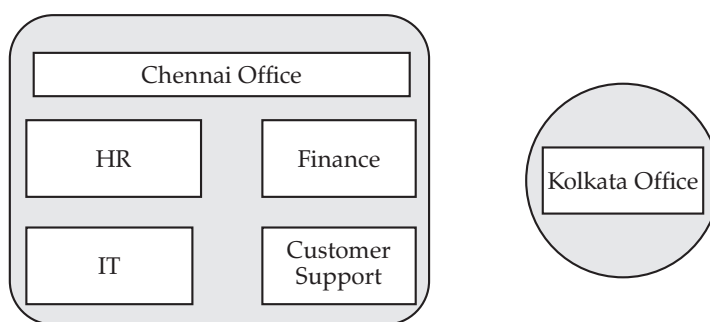 Chennai Office
HR
Finance
Kolkata Office
IT
Customer
Support